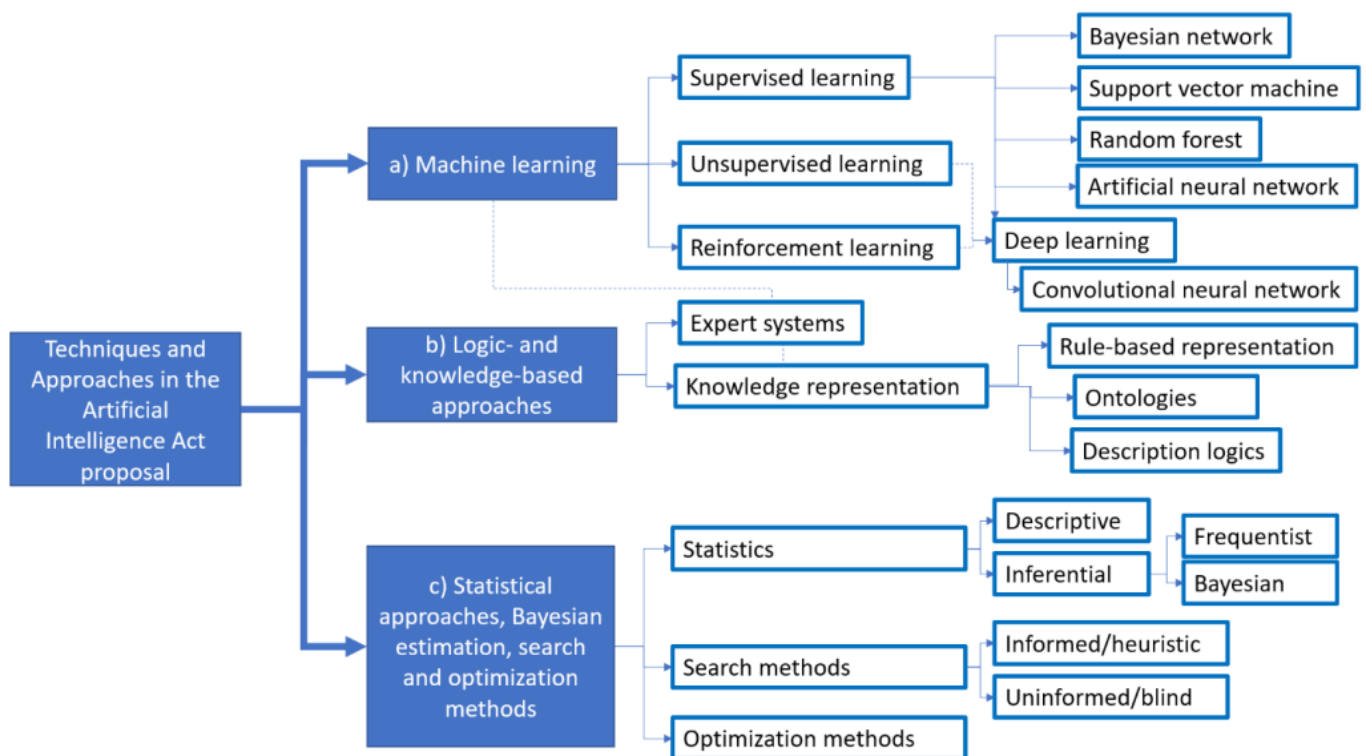 Techniques and
Approaches in the
Artificial
Intelligence Act
proposal
a) Machine learning
Supervised learning
Bayesian network
Support vector machine
Random forest
Artificial neural network
Unsupervised learning
Reinforcement learning
Deep learning
Convolutional neural network
b) Logic- and
knowledge-based
approaches
Expert systems
Knowledge representation
Rule-based representation
Ontologies
Description logics
c) Statistical
approaches, Bayesian
estimation, search
and optimization
methods
Statistics
Descriptive
Inferential
Frequentist
Bayesian
Search methods
Informed/heuristic
Uninformed/blind
Optimization methods